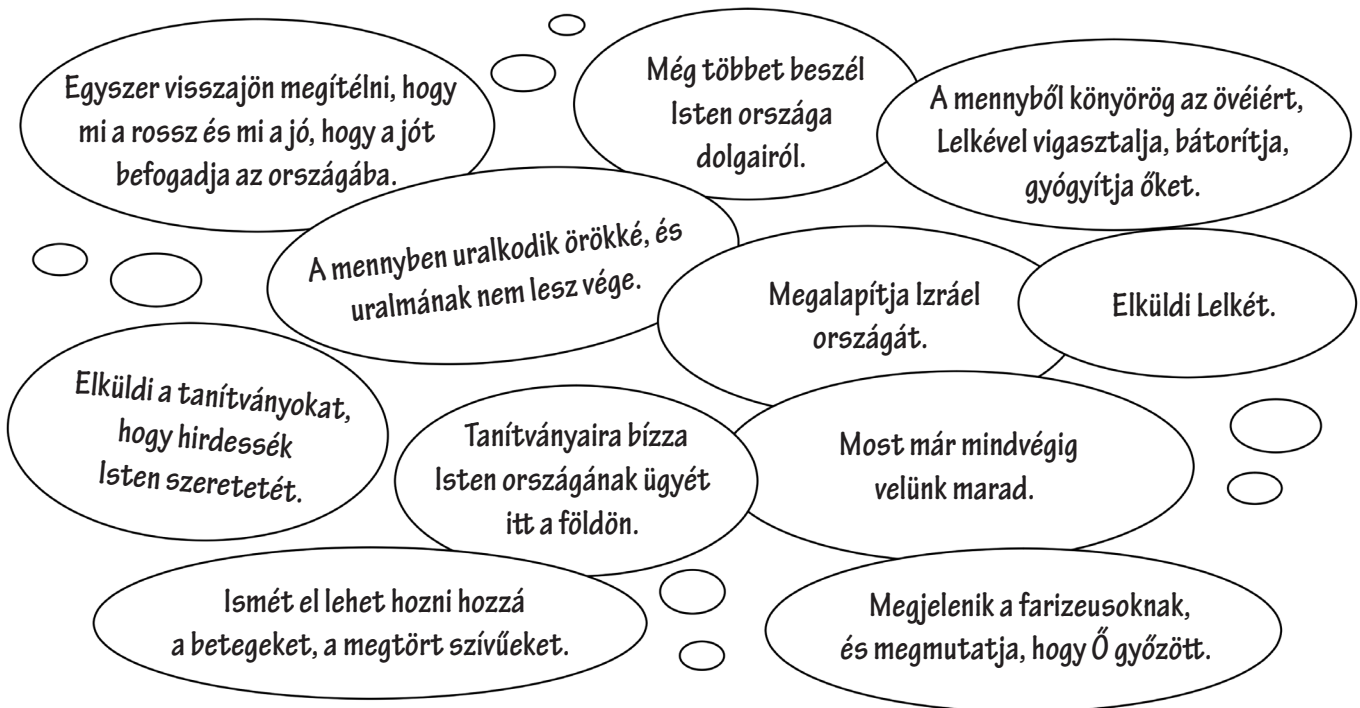 Egyszer visszajön megítélni, hogy
mi a rossz és mi a jó, hogy a jót
befogadja az országába.
Még többet beszél
Isten országa
dolgairól.
A mennyből könyörög az övéiért,
Lelkével vigasztalja, bátorítja,
gyógyítja őket.
A mennyben uralkodik örökké, és
uralmának nem lesz vége.
Megalapítja Izráel
országát.
Elküldi Lelkét.
Elküldi a tanítványokat,
hogy hirdessék
Isten szeretetét.
Tanítványaira bízza
Isten országának ügyét
itt a földön.
Most már mindvégig
velünk marad.
Ismét el lehet hozni hozzá
a betegeket, a megtört szívűeket.
Megjelenik a farizeusoknak,
és megmutatja, hogy Ő győzött.